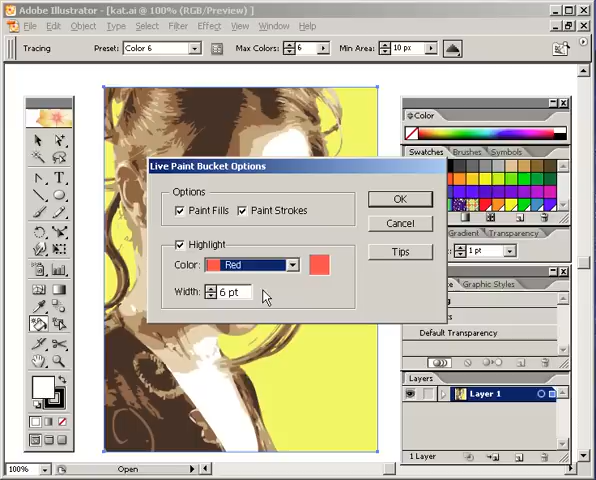 Adobe Illustrator - [kat.ai @ 100% (RGB/Preview)]
File Edit Object Type Select Filter Effect View Window Help
Tracing Preset: Color 6 Max Colors: 6 Min Area: 10 px
Color
Swatches Brushes Symbols
Live Paint Bucket Options
Options
Paint Fills Paint Strokes
OK
Cancel
Highlight
Tips
Color: Red
Width: 6 pt
Gradient Transparency
1 pt
Graphic Styles
Default Transparency
Layers
Layer 1
1 Layer
100% Open